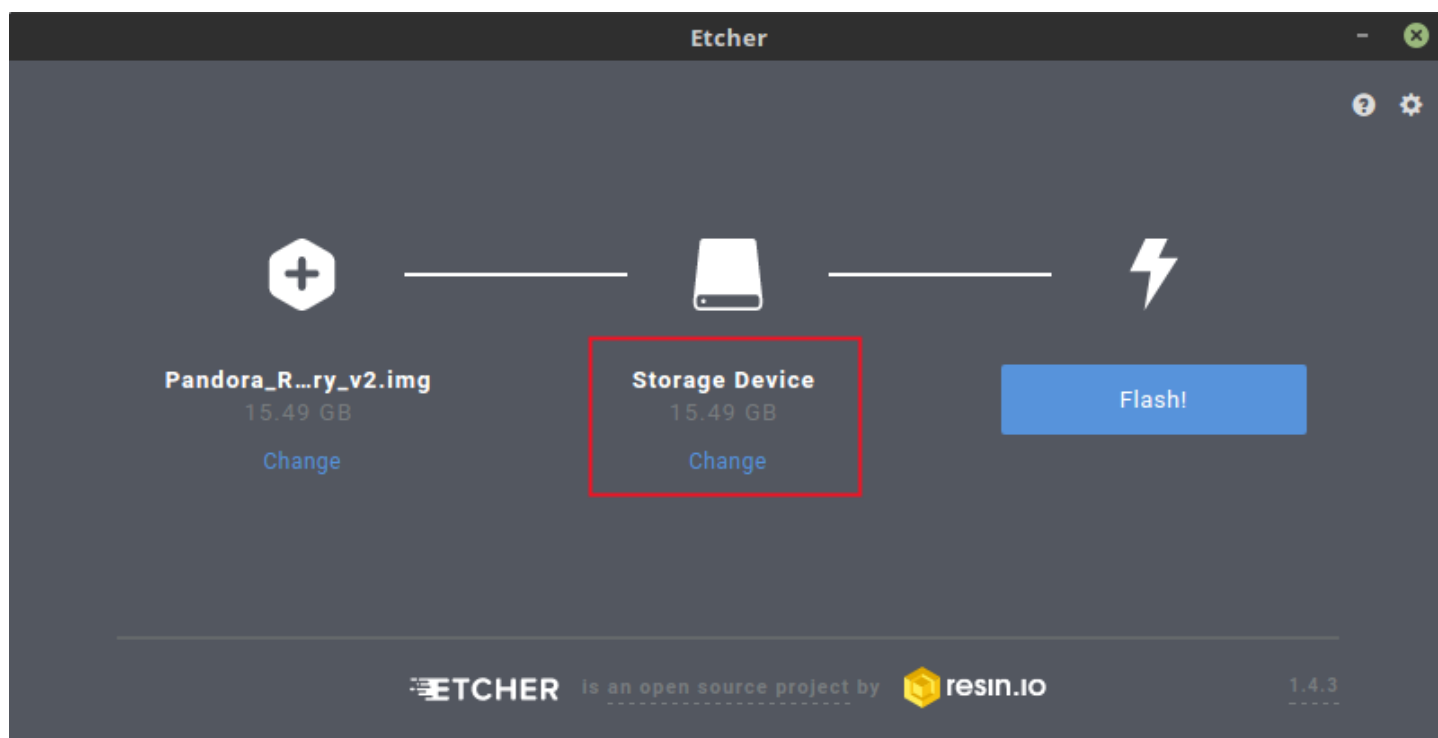 Etcher
Pandora_R...ry_v2.img
15.49 GB
Change
Storage Device
15.49 GB
Change
Flash!
ETCHER is an open source project by resin.io 1.4.3